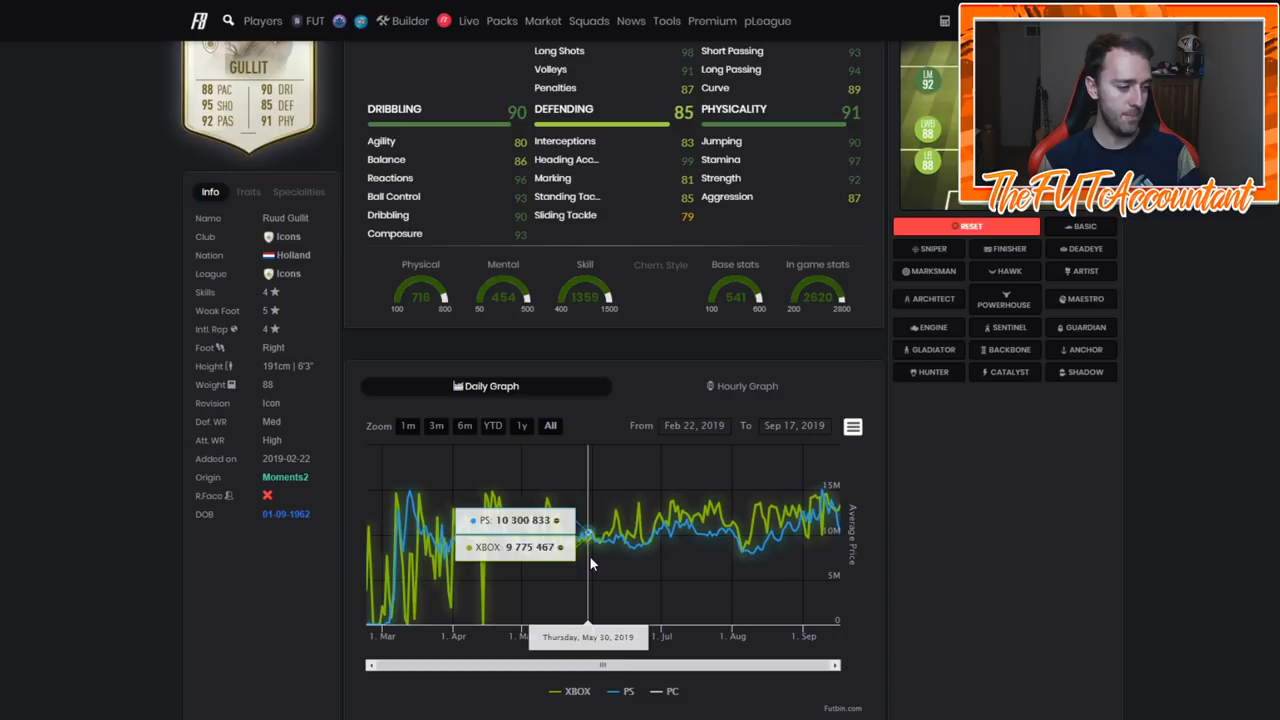 FB Players FUT Builder Live Packs Market Squads News Tools Premium pLeague
GULLIT
88 PAC 90 DRI
95 SHO 85 DEF
92 PAS 91 PHY
Long Shots 98 Short Passing 93
Volleys 91 Long Passing 94
Penalties 87 Curve 89
DRIBBLING 90 DEFENDING 85 PHYSICALITY 91
Agility 80 Interceptions 83 Jumping 90
Balance 86 Heading Acc... 99 Stamina 97
Reactions 96 Marking 81 Strength 92
Ball Control 93 Standing Tac... 85 Aggression 87
Dribbling 90 Sliding Tackle 79
Composure 93
Physical Mental Skill Chem. Style Base stats In game stats
716 454 1359 541 2620
100 800 50 500 400 1500 100 600 200 2800
Info Traits Specialities
Name Ruud Gullit
Club Icons
Nation Holland
League Icons
Skills 4
Weak Foot 5
Intl. Rep 4
Foot Right
Height 191cm | 6'3"
Weight 88
Revision Icon
Def. WR Med
Att. WR High
Added on 2019-02-22
Origin Moments2
R.Face
DOB 01-09-1962
LM
92
LWB
88
LB
88
TheFUTAccountant
RESET BASIC
SNIPER FINISHER DEADEYE
MARKSMAN HAWK ARTIST
ARCHITECT POWERHOUSE MAESTRO
ENGINE SENTINEL GUARDIAN
GLADIATOR BACKBONE ANCHOR
HUNTER CATALYST SHADOW
Daily Graph Hourly Graph
Zoom 1m 3m 6m YTD 1y All From Feb 22, 2019 To Sep 17, 2019
15M
10M
5M
0
Average Price
PS: 10 300 833
XBOX: 9 775 467
1. Mar 1. Apr 1. Ma 1. Jul 1. Aug 1. Sep
Thursday, May 30, 2019
XBOX PS PC
Futbin.com